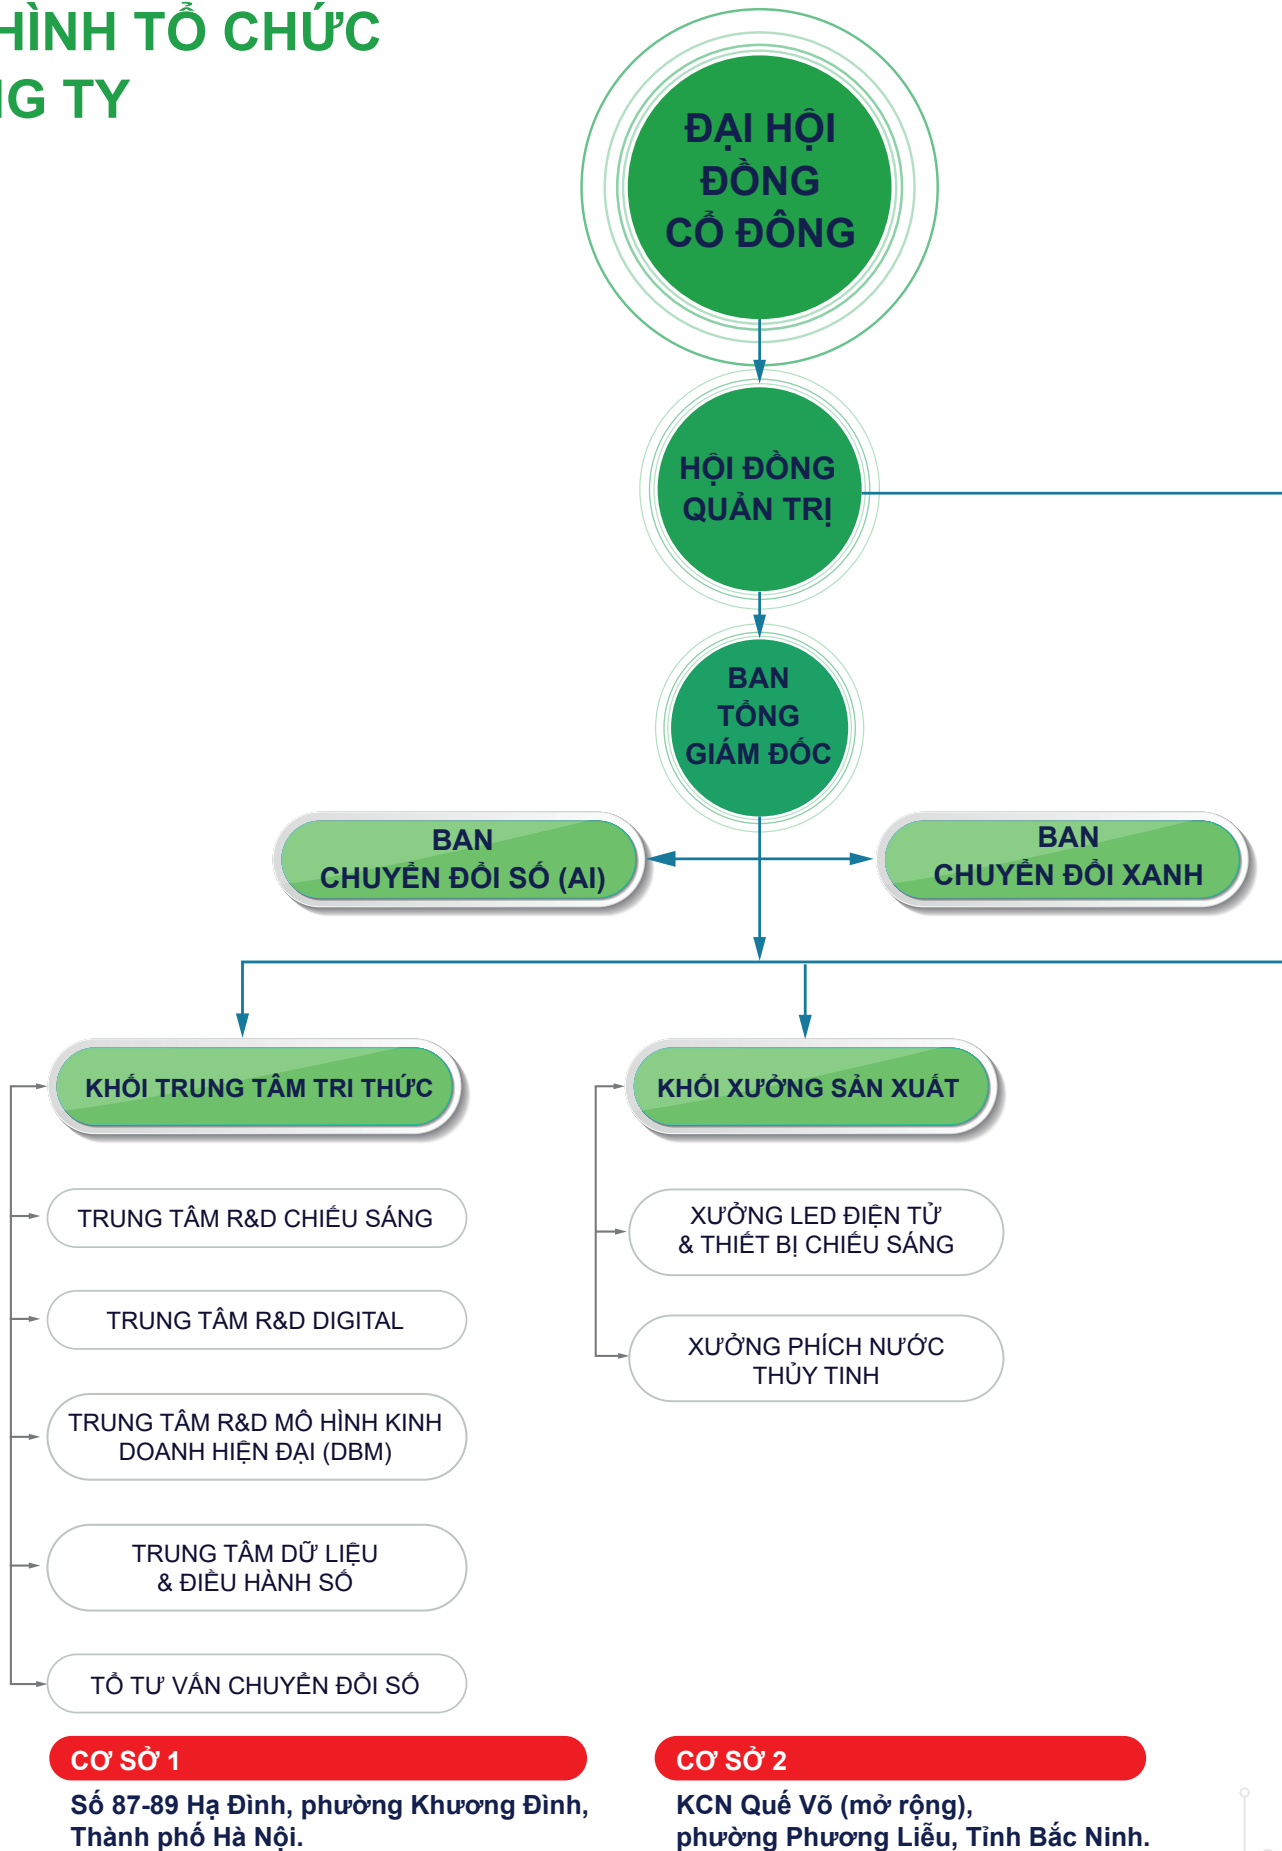 HÌNH TỔ CHỨC
NG TY
ĐẠI HỘI
ĐỒNG
CỔ ĐÔNG
HỘI ĐỒNG
QUẢN TRỊ
BAN
TỔNG
GIÁM ĐỐC
BAN
CHUYỂN ĐỔI SỐ (AI)
BAN
CHUYỂN ĐỔI XANH
KHỐI TRUNG TÂM TRI THỨC
TRUNG TÂM R&D CHIẾU SÁNG
TRUNG TÂM R&D DIGITAL
TRUNG TÂM R&D MÔ HÌNH KINH
DOANH HIỆN ĐẠI (DBM)
TRUNG TÂM DỮ LIỆU
& ĐIỀU HÀNH SỐ
TỔ TƯ VẤN CHUYỂN ĐỔI SỐ
KHỐI XƯỞNG SẢN XUẤT
XƯỞNG LED ĐIỆN TỬ
& THIẾT BỊ CHIẾU SÁNG
XƯỞNG PHÍCH NƯỚC
THỦY TINH
CƠ SỞ 1
Số 87-89 Hạ Đình, phường Khương Đình,
Thành phố Hà Nội.
CƠ SỞ 2
KCN Quế Võ (mở rộng),
phường Phương Liễu, Tỉnh Bắc Ninh.